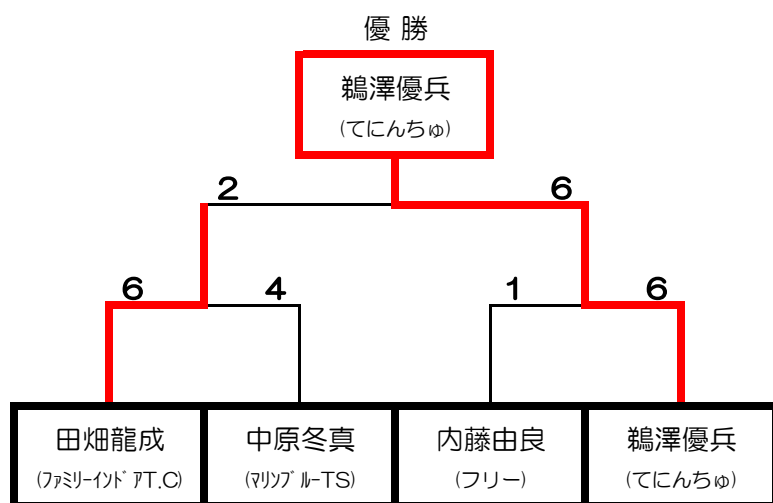 優 勝
鵜澤優兵
(てにんちゅ)
2 6
6 4 1 6
田畑龍成 中原冬真 内藤由良 鵜澤優兵
(ﾌｧﾐﾘｰｲﾝﾄﾞｱT.C) (ﾏﾘﾝﾌﾞﾙｰTS) (フリー) (てにんちゅ)